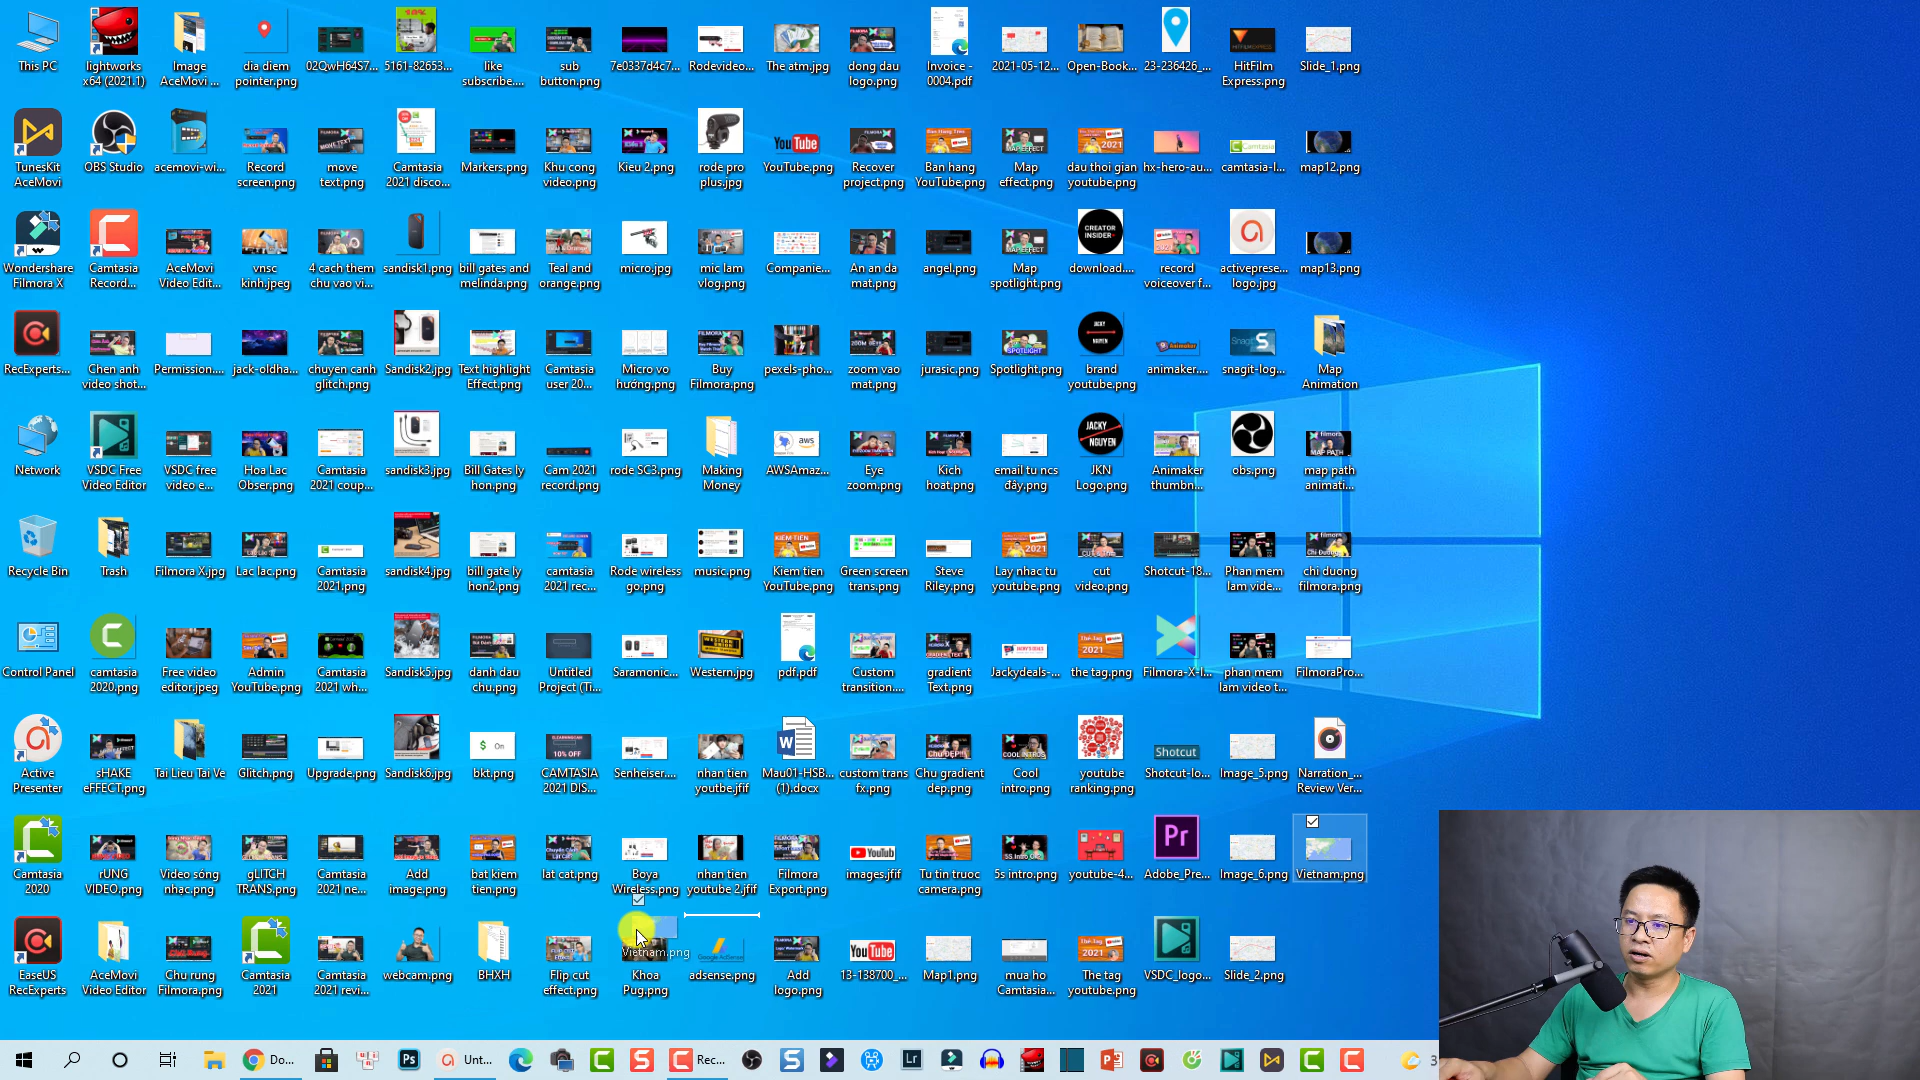 This PC
lightworks
x64 (2021.1)
Image
AceMovi ...
dia diem
pointer.png
02QwH64S7...
5161-82653...
like
subscribe....
sub
button.png
7e0337d4c7...
Rodevideo...
The atm.jpg
dong dau
logo.png
Invoice -
0004.pdf
2021-05-12...
Open-Book...
23-236426_...
HitFilm
Express.png
Slide_1.png
TunesKit
AceMovi
OBS Studio
acemovi-wi...
Record
screen.png
move
text.png
Camtasia
2021 disco...
Markers.png
Khu cong
video.png
Kieu 2.png
rode pro
plus.jpg
YouTube.png
Recover
project.png
Ban hang
YouTube.png
Map
effect.png
dau thoi gian
youtube.png
hx-hero-au...
camtasia-l...
map12.png
Wondershare
Filmora X
Camtasia
Record...
AceMovi
Video Edit...
vnsc
kinh.jpeg
4 cach them
chu vao vi...
sandisk1.png
bill gates and
melinda.png
Teal and
orange.png
micro.jpg
mic lam
vlog.png
Companie...
An an da
mat.png
angel.png
Map
spotlight.png
download....
record
voiceover f...
activeprese...
logo.jpg
map13.png
RecExperts...
Chen anh
video shot...
Permission....
jack-oldha...
chuyen canh
glitch.png
Sandisk2.jpg
Text highlight
Effect.png
Camtasia
user 20...
Micro vo
hướng.png
Buy
Filmora.png
pexels-pho...
zoom vao
mat.png
jurasic.png
Spotlight.png
brand
youtube.png
animaker....
snagit-log...
Map
Animation
Network
VSDC Free
Video Editor
VSDC free
video e...
Hoa Lac
Obser.png
Camtasia
2021 coup...
sandisk3.jpg
Bill Gates ly
hon.png
Cam 2021
record.png
rode SC3.png
Making
Money
AWSAmaz...
Eye
zoom.png
Kich
hoat.png
email tu ncs
dây.png
JKN
Logo.png
Animaker
thumbn...
obs.png
map path
animati...
Recycle Bin
Trash
Filmora X.jpg
Lac lac.png
Camtasia
2021.png
sandisk4.jpg
bill gate ly
hon2.png
camtasia
2021 rec...
Rode wireless
go.png
music.png
Kiem tien
YouTube.png
Green screen
trans.png
Steve
Riley.png
Lay nhac tu
youtube.png
cut
video.png
Shotcut-18...
Phan mem
lam vide...
chi duong
filmora.png
Control Panel
camtasia
2020.png
Free video
editor.jpeg
Admin
YouTube.png
Camtasia
2021 wh...
Sandisk5.jpg
danh dau
chu.png
Untitled
Project (Ti...
Saramonic...
Western.jpg
pdf.pdf
Custom
transition....
gradient
Text.png
Jackydeals-...
the tag.png
Filmora-X-l...
phan mem
lam video t...
FilmoraPro...
Active
Presenter
sHAKE
eFFECT.png
Tai Lieu Tai Ve
Glitch.png
Upgrade.png
Sandisk6.jpg
bkt.png
CAMTASIA
2021 DIS...
Senheiser....
nhan tien
youtbe.jfif
Mau01-HSB...
(1).docx
custom trans
fx.png
Chu gradient
dep.png
Cool
intro.png
youtube
ranking.png
Shotcut-lo...
Image_5.png
Narration_...
Review Ver...
Camtasia
2020
rUNG
VIDEO.png
Video sóng
nhạc.png
gLITCH
TRANS.png
Camtasia
2021 ne...
Add
image.png
bat kiem
tien.png
lat cat.png
Boya
Wireless.png
nhan tien
youtube 2.jfif
Filmora
Export.png
images.jfif
Tu tin truoc
camera.png
5s intro.png
youtube-4...
Adobe_Pre...
Image_6.png
Vietnam.png
Vietnam.png
EaseUS
RecExperts
AceMovi
Video Editor
Chu rung
Filmora.png
Camtasia
2021
Camtasia
2021 revi...
webcam.png
BHXH
Flip cut
effect.png
Khoa
Pug.png
adsense.png
Add
logo.png
13-138700_...
Map1.png
mua ho
Camtasia...
The tag
youtube.png
VSDC_logo...
Slide_2.png
Do...
Unt...
Rec...